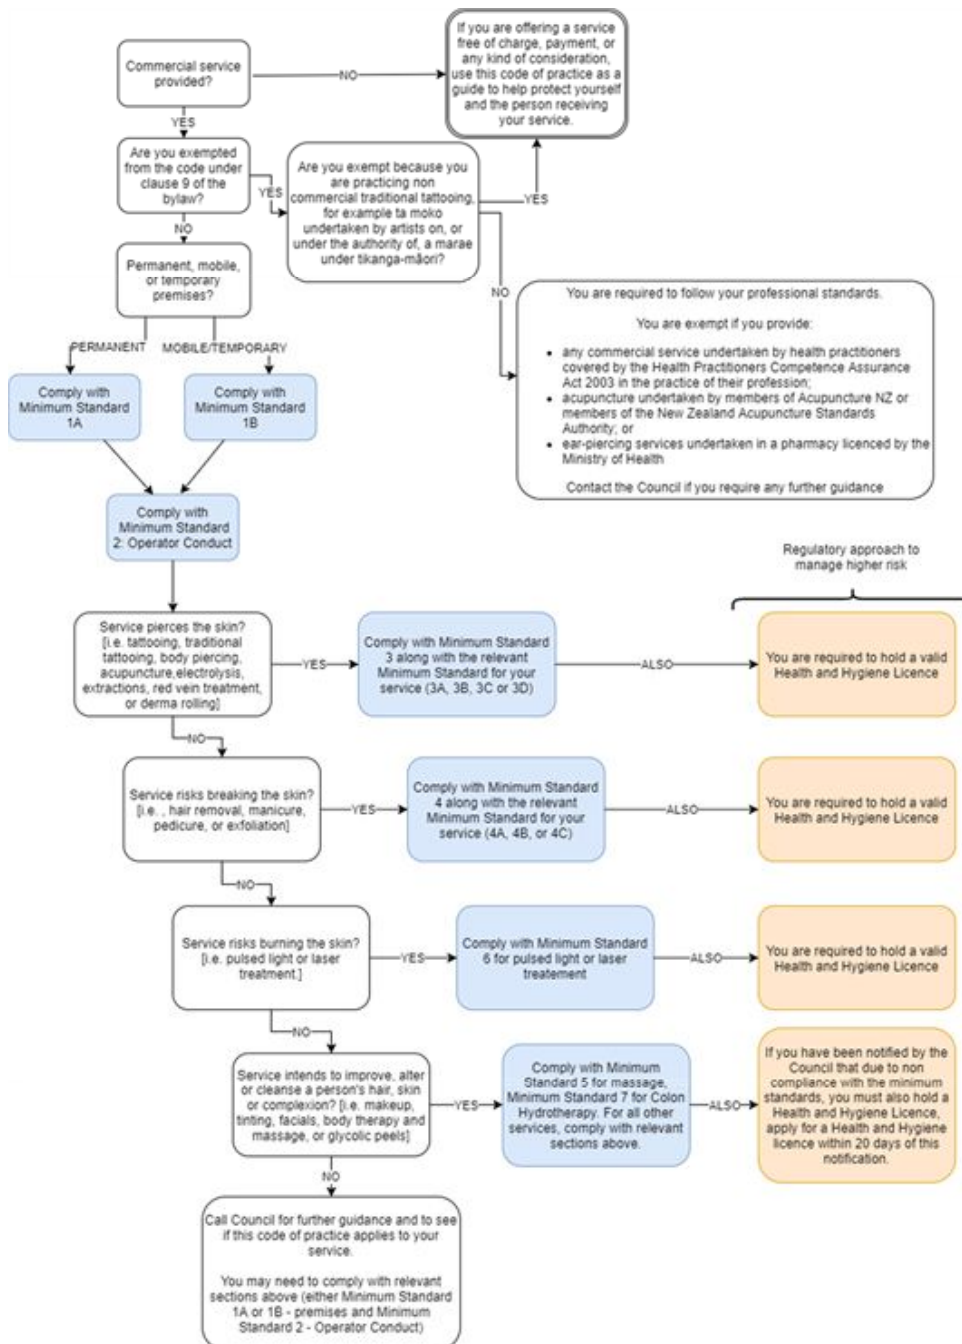 If you are offering a service
free of charge, payment, or
any kind of consideration,
use this code of practice as a
guide to help protect yourself
and the person receiving
your service.
Commercial service
provided?
NO
YES
Are you exempted
from the code under
clause 9 of the
bylaw?
YES
Are you exempt because you
are practicing non
commercial traditional tattooing,
for example ta moko
undertaken by artists on, or
under the authority of, a marae
under tikanga-māori?
YES
NO
NO
Permanent, mobile,
or temporary
premises?
You are required to follow your professional standards.
You are exempt if you provide:
• any commercial service undertaken by health practitioners
covered by the Health Practitioners Competence Assurance
Act 2003 in the practice of their profession;
• acupuncture undertaken by members of Acupuncture NZ or
members of the New Zealand Acupuncture Standards
Authority; or
• ear-piercing services undertaken in a pharmacy licenced by the
Ministry of Health
Contact the Council if you require any further guidance
PERMANENT
MOBILE/TEMPORARY
Comply with
Minimum Standard
1A
Comply with
Minimum Standard
1B
Comply with
Minimum Standard
2: Operator Conduct
Regulatory approach to
manage higher risk
Service pierces the skin?
[i.e. tattooing, traditional
tattooing, body piercing,
acupuncture,electrolysis,
extractions, red vein treatment,
or derma rolling]
YES
Comply with Minimum Standard
3 along with the relevant
Minimum Standard for your
service (3A, 3B, 3C or 3D)
ALSO
You are required to hold a valid
Health and Hygiene Licence
NO
Service risks breaking the skin?
[i.e. , hair removal, manicure,
pedicure, or exfoliation]
YES
Comply with Minimum Standard
4 along with the relevant
Minimum Standard for your
service (4A, 4B, or 4C)
ALSO
You are required to hold a valid
Health and Hygiene Licence
NO
Service risks burning the skin?
[i.e. pulsed light or laser
treatment.]
YES
Comply with Minimum Standard
6 for pulsed light or laser
treatement
ALSO
You are required to hold a valid
Health and Hygiene Licence
NO
Service intends to improve, alter
or cleanse a person's hair, skin
or complexion? [i.e. makeup,
tinting, facials, body therapy and
massage, or glycolic peels]
YES
Comply with Minimum
Standard 5 for massage,
Minimum Standard 7 for Colon
Hydrotherapy. For all other
services, comply with relevant
sections above.
ALSO
If you have been notified by the
Council that due to non
compliance with the minimum
standards, you must also hold a
Health and Hygiene Licence,
apply for a Health and Hygiene
licence within 20 days of this
notification.
NO
Call Council for further guidance and to see
if this code of practice applies to your
service.
You may need to comply with relevant
sections above (either Minimum Standard
1A or 1B - premises and Minimum
Standard 2 - Operator Conduct)